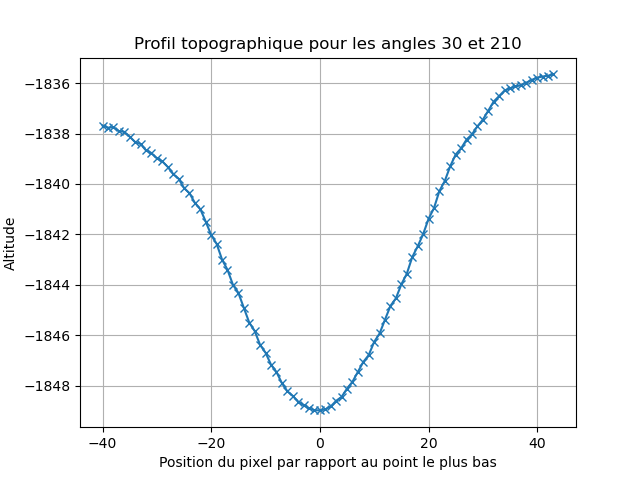 Profil topographique pour les angles 30 et 210
Altitude
−1836
−1838
−1840
−1842
−1844
−1846
−1848
−40 −20 0 20 40
Position du pixel par rapport au point le plus bas